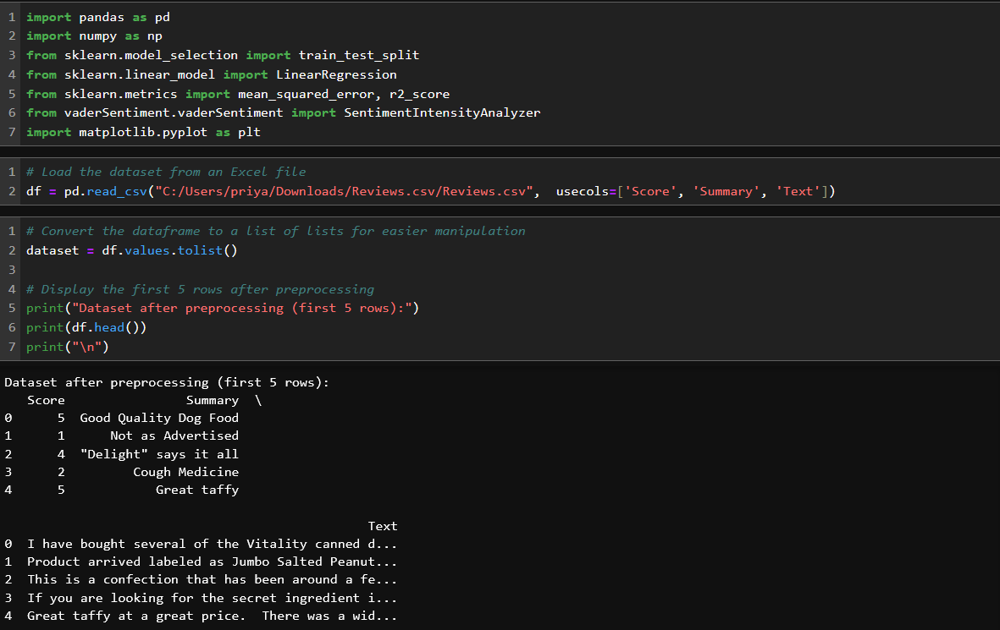 1 import pandas as pd
2 import numpy as np
3 from sklearn.model_selection import train_test_split
4 from sklearn.linear_model import LinearRegression
5 from sklearn.metrics import mean_squared_error, r2_score
6 from vaderSentiment.vaderSentiment import SentimentIntensityAnalyzer
7 import matplotlib.pyplot as plt
1 # Load the dataset from an Excel file
2 df = pd.read_csv("C:/Users/priya/Downloads/Reviews.csv/Reviews.csv",  usecols=['Score', 'Summary', 'Text'])
1 # Convert the dataframe to a list of lists for easier manipulation
2 dataset = df.values.tolist()
3
4 # Display the first 5 rows after preprocessing
5 print("Dataset after preprocessing (first 5 rows):")
6 print(df.head())
7 print("\n")
Dataset after preprocessing (first 5 rows):
   Score                Summary  \
0      5  Good Quality Dog Food
1      1      Not as Advertised
2      4  "Delight" says it all
3      2         Cough Medicine
4      5            Great taffy
                                                Text
0  I have bought several of the Vitality canned d...
1  Product arrived labeled as Jumbo Salted Peanut...
2  This is a confection that has been around a fe...
3  If you are looking for the secret ingredient i...
4  Great taffy at a great price.  There was a wid...